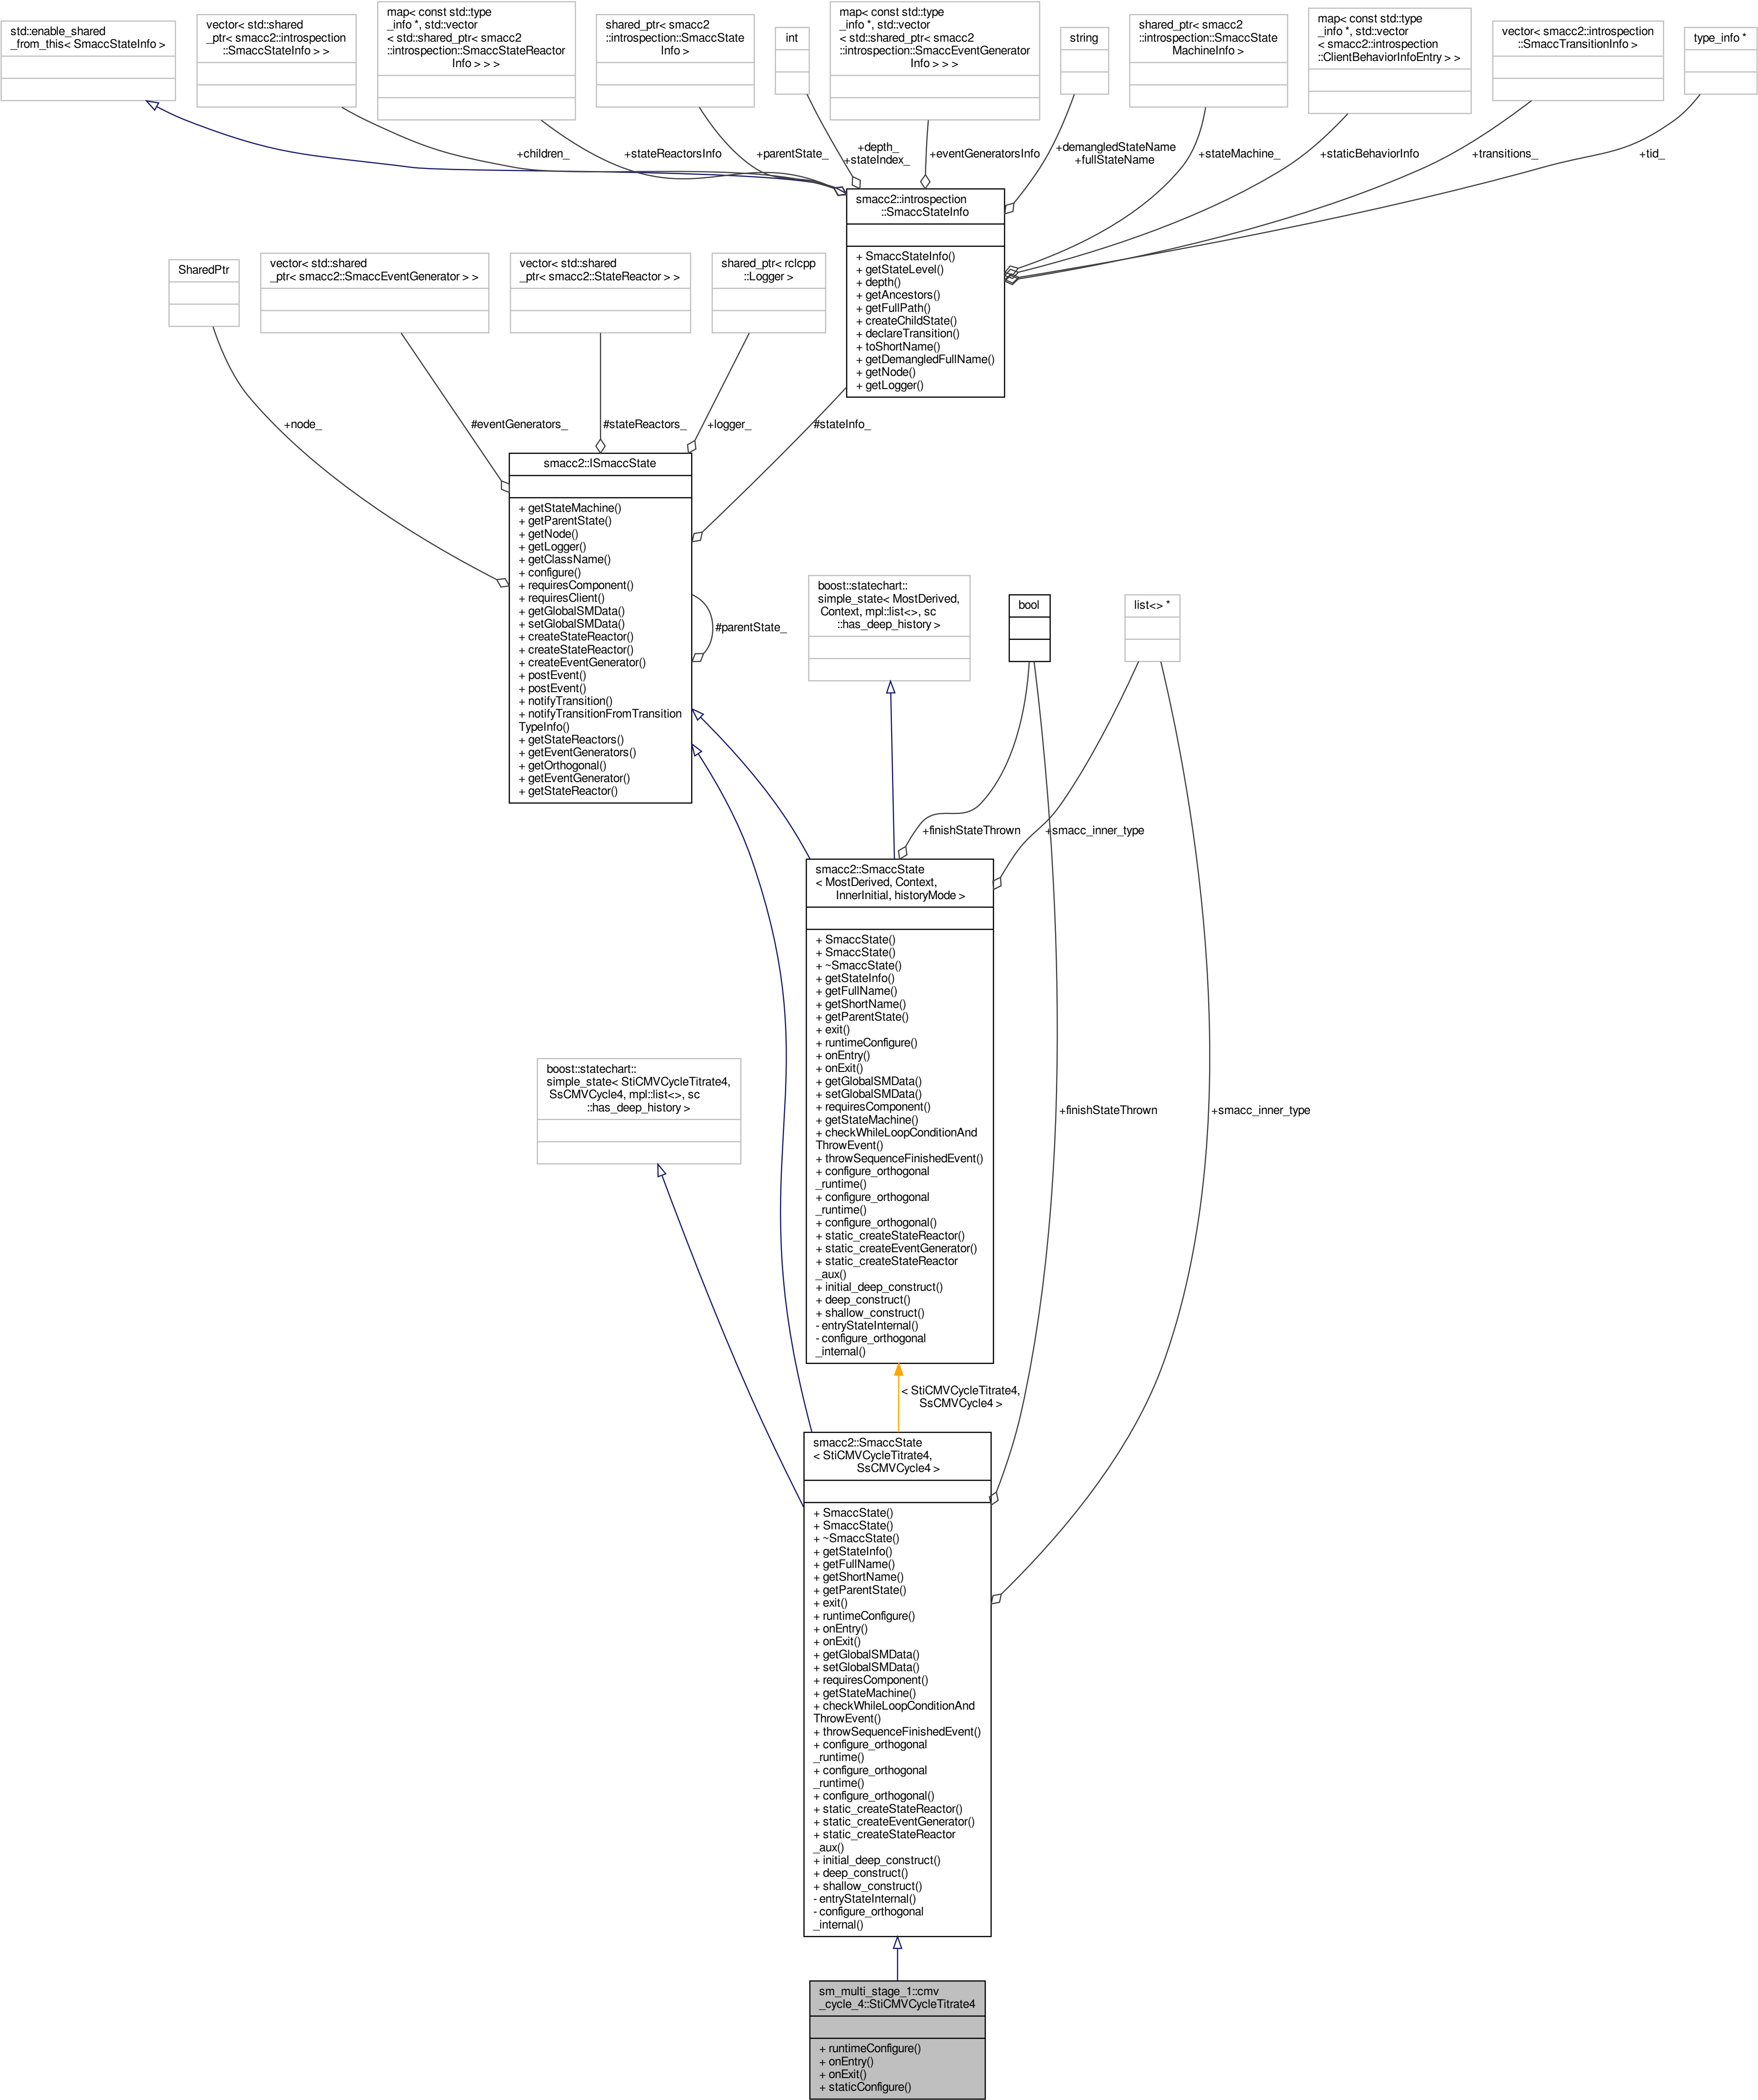 std::enable_shared
_from_this< SmaccStateInfo >
vector< std::shared
_ptr< smacc2::introspection
::SmaccStateInfo > >
map< const std::type
_info *, std::vector
< std::shared_ptr< smacc2
::introspection::SmaccStateReactor
Info > > >
shared_ptr< smacc2
::introspection::SmaccState
Info >
int
map< const std::type
_info *, std::vector
< std::shared_ptr< smacc2
::introspection::SmaccEventGenerator
Info > > >
string
shared_ptr< smacc2
::introspection::SmaccState
MachineInfo >
map< const std::type
_info *, std::vector
< smacc2::introspection
::ClientBehaviorInfoEntry > >
vector< smacc2::introspection
::SmaccTransitionInfo >
type_info *
+children_
+stateReactorsInfo
+parentState_
+depth_
+stateIndex_
+eventGeneratorsInfo
+demangledStateName
+fullStateName
+stateMachine_
+staticBehaviorInfo
+transitions_
+tid_
smacc2::introspection
::SmaccStateInfo
+ SmaccStateInfo()
+ getStateLevel()
+ depth()
+ getAncestors()
+ getFullPath()
+ createChildState()
+ declareTransition()
+ toShortName()
+ getDemangledFullName()
+ getNode()
+ getLogger()
SharedPtr
vector< std::shared
_ptr< smacc2::SmaccEventGenerator > >
vector< std::shared
_ptr< smacc2::StateReactor > >
shared_ptr< rclcpp
::Logger >
+node_
#eventGenerators_
#stateReactors_
+logger_
#stateInfo_
smacc2::ISmaccState
+ getStateMachine()
+ getParentState()
+ getNode()
+ getLogger()
+ getClassName()
+ configure()
+ requiresComponent()
+ requiresClient()
+ getGlobalSMData()
+ setGlobalSMData()
+ createStateReactor()
+ createStateReactor()
+ createEventGenerator()
+ postEvent()
+ postEvent()
+ notifyTransition()
+ notifyTransitionFromTransition
TypeInfo()
+ getStateReactors()
+ getEventGenerators()
+ getOrthogonal()
+ getEventGenerator()
+ getStateReactor()
#parentState_
boost::statechart::
simple_state< MostDerived,
Context, mpl::list<>, sc
::has_deep_history >
bool
list<> *
+finishStateThrown
+smacc_inner_type
smacc2::SmaccState
< MostDerived, Context,
InnerInitial, historyMode >
+ SmaccState()
+ SmaccState()
+ ~SmaccState()
+ getStateInfo()
+ getFullName()
+ getShortName()
+ getParentState()
+ exit()
+ runtimeConfigure()
+ onEntry()
+ onExit()
+ getGlobalSMData()
+ setGlobalSMData()
+ requiresComponent()
+ getStateMachine()
+ checkWhileLoopConditionAnd
ThrowEvent()
+ throwSequenceFinishedEvent()
+ configure_orthogonal
_runtime()
+ configure_orthogonal
_runtime()
+ configure_orthogonal()
+ static_createStateReactor()
+ static_createEventGenerator()
+ static_createStateReactor
_aux()
+ initial_deep_construct()
+ deep_construct()
+ shallow_construct()
- entryStateInternal()
- configure_orthogonal
_internal()
boost::statechart::
simple_state< StiCMVCycleTitrate4,
SsCMVCycle4, mpl::list<>, sc
::has_deep_history >
+finishStateThrown
+smacc_inner_type
< StiCMVCycleTitrate4,
SsCMVCycle4 >
smacc2::SmaccState
< StiCMVCycleTitrate4,
SsCMVCycle4 >
+ SmaccState()
+ SmaccState()
+ ~SmaccState()
+ getStateInfo()
+ getFullName()
+ getShortName()
+ getParentState()
+ exit()
+ runtimeConfigure()
+ onEntry()
+ onExit()
+ getGlobalSMData()
+ setGlobalSMData()
+ requiresComponent()
+ getStateMachine()
+ checkWhileLoopConditionAnd
ThrowEvent()
+ throwSequenceFinishedEvent()
+ configure_orthogonal
_runtime()
+ configure_orthogonal
_runtime()
+ configure_orthogonal()
+ static_createStateReactor()
+ static_createEventGenerator()
+ static_createStateReactor
_aux()
+ initial_deep_construct()
+ deep_construct()
+ shallow_construct()
- entryStateInternal()
- configure_orthogonal
_internal()
sm_multi_stage_1::cmv
_cycle_4::StiCMVCycleTitrate4
+ runtimeConfigure()
+ onEntry()
+ onExit()
+ staticConfigure()